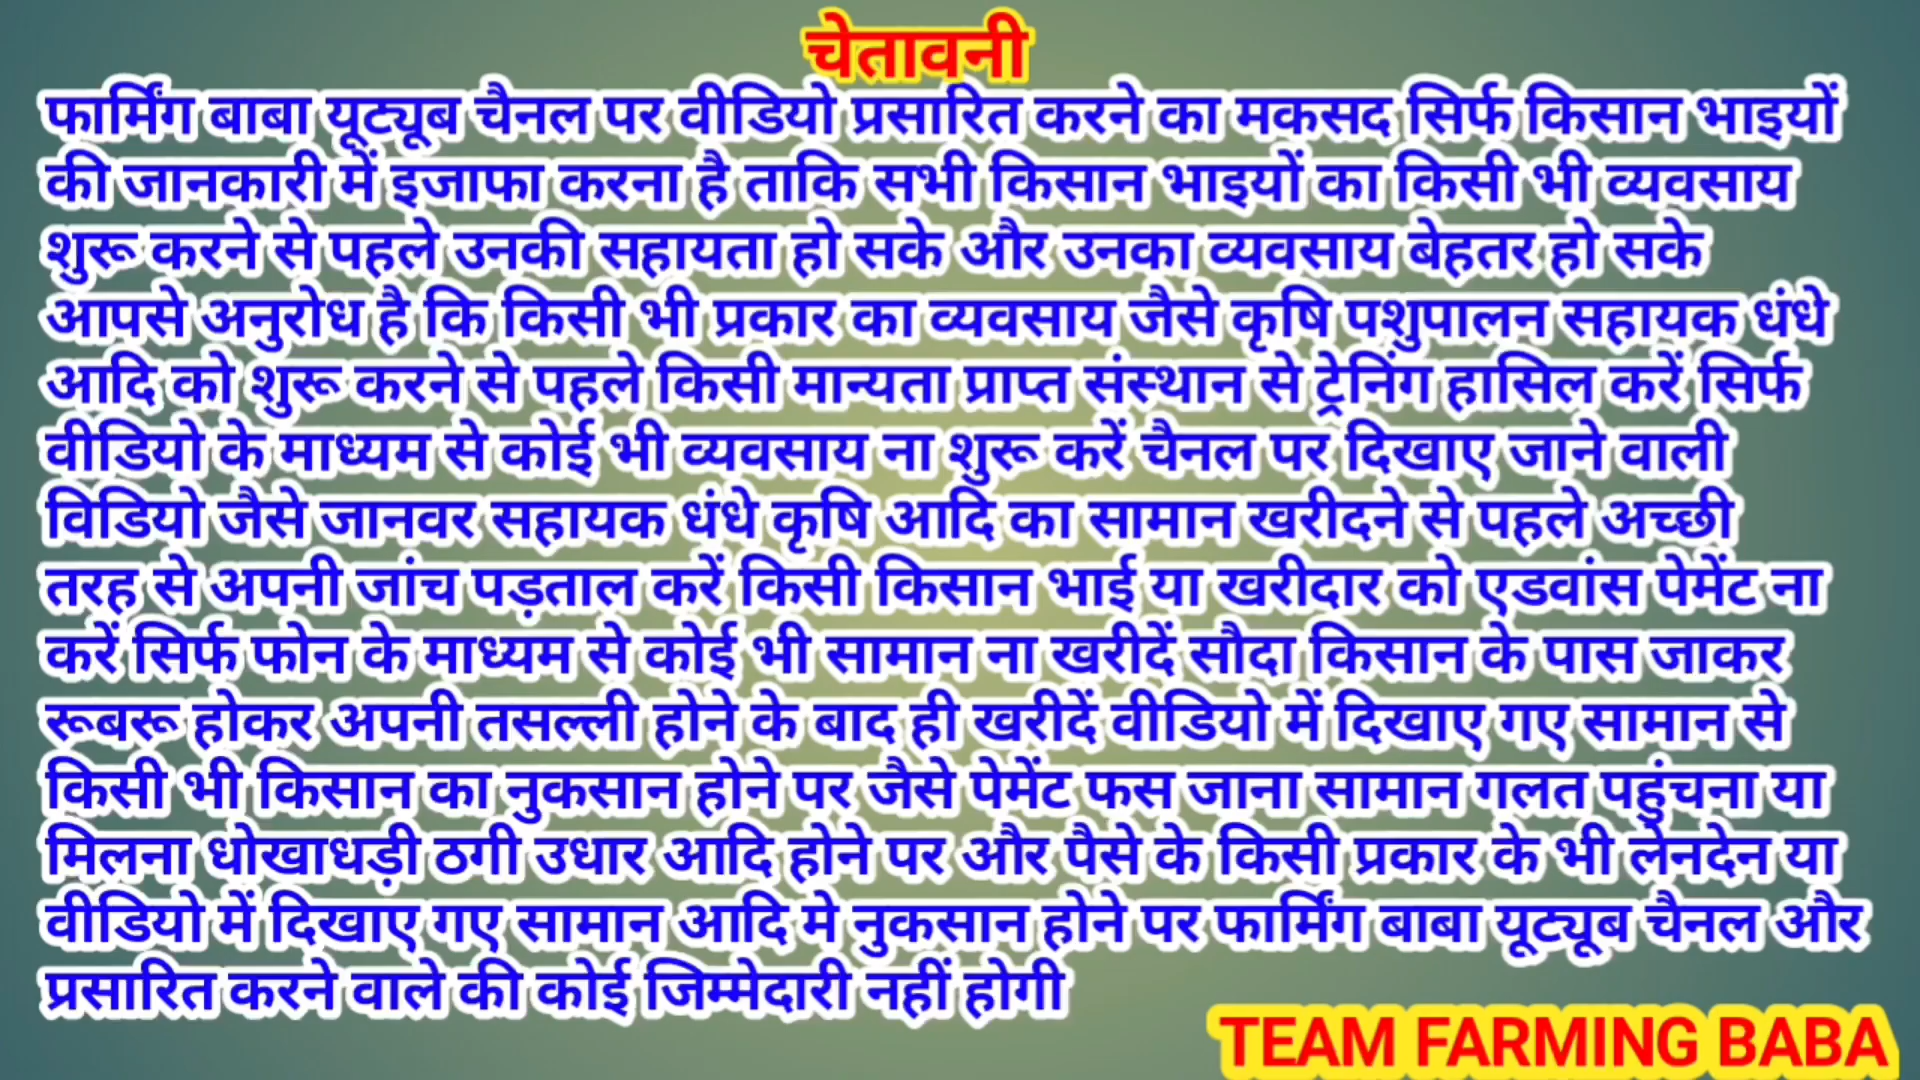 चेतावनी
फार्मिंग बाबा यूट्यूब चैनल पर वीडियो प्रसारित करने का मकसद सिर्फ किसान भाइयों
की जानकारी में इजाफा करना है ताकि सभी किसान भाइयों का किसी भी व्यवसाय
शुरू करने से पहले उनकी सहायता हो सके और उनका व्यवसाय बेहतर हो सके
आपसे अनुरोध है कि किसी भी प्रकार का व्यवसाय जैसे कृषि पशुपालन सहायक धंधे
आदि को शुरू करने से पहले किसी मान्यता प्राप्त संस्थान से ट्रेनिंग हासिल करें सिर्फ
वीडियो के माध्यम से कोई भी व्यवसाय ना शुरू करें चैनल पर दिखाए जाने वाली
विडियो जैसे जानवर सहायक धंधे कृषि आदि का सामान खरीदने से पहले अच्छी
तरह से अपनी जांच पड़ताल करें किसी किसान भाई या खरीदार को एडवांस पेमेंट ना
करें सिर्फ फोन के माध्यम से कोई भी सामान ना खरीदें सौदा किसान के पास जाकर
रूबरू होकर अपनी तसल्ली होने के बाद ही खरीदें वीडियो में दिखाए गए सामान से
किसी भी किसान का नुकसान होने पर जैसे पेमेंट फस जाना सामान गलत पहुंचना या
मिलना धोखाधड़ी ठगी उधार आदि होने पर और पैसे के किसी प्रकार के भी लेनदेन या
वीडियो में दिखाए गए सामान आदि मे नुकसान होने पर फार्मिंग बाबा यूट्यूब चैनल और
प्रसारित करने वाले की कोई जिम्मेदारी नहीं होगी
TEAM FARMING BABA